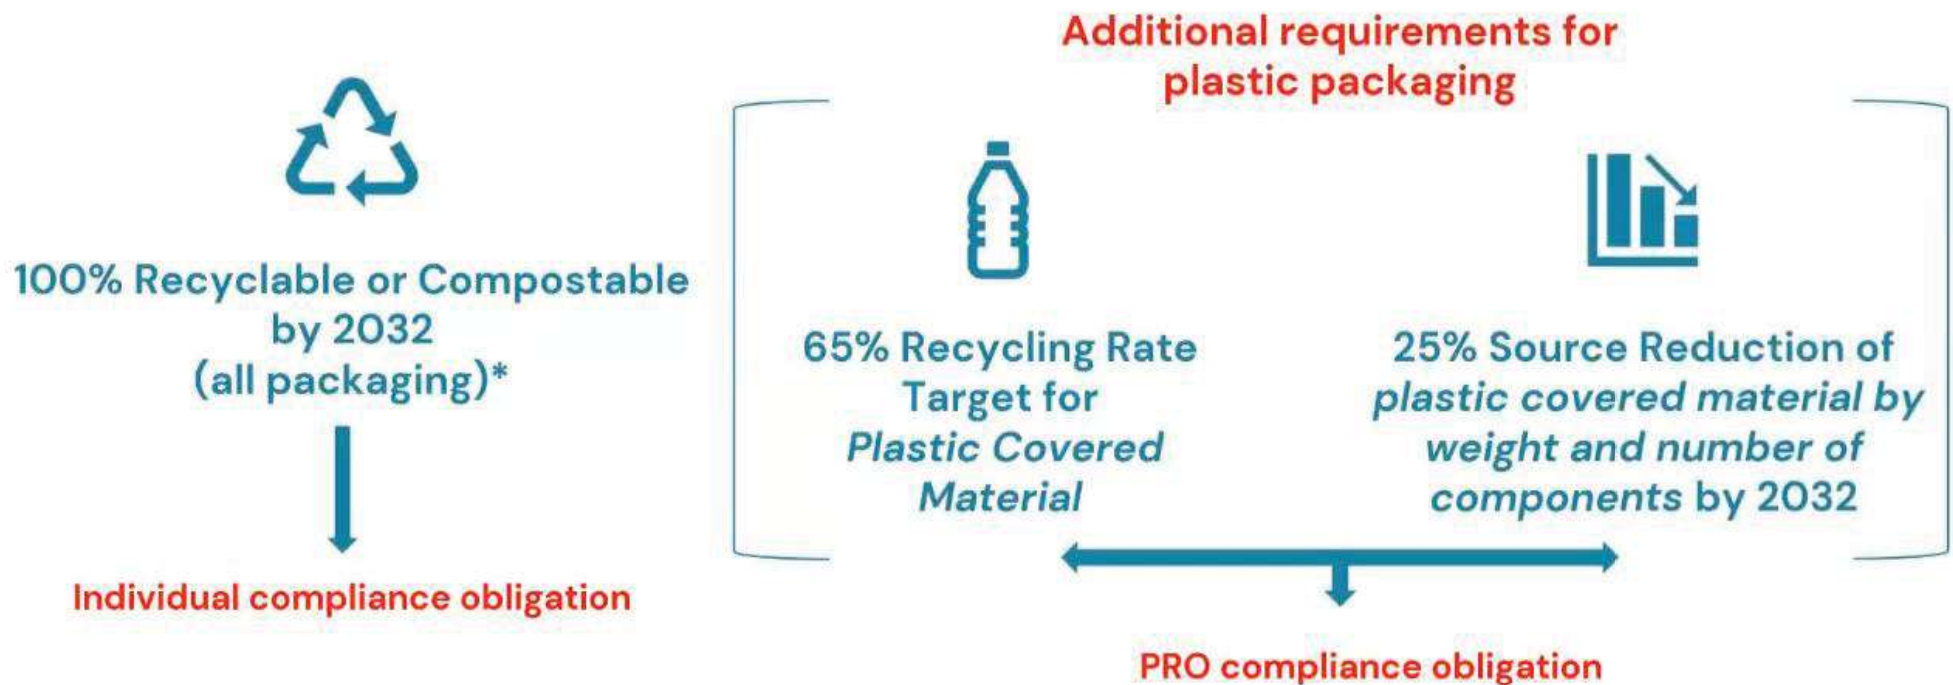 100% Recyclable or Compostable
by 2032
(all packaging)*
Individual compliance obligation
Additional requirements for
plastic packaging
65% Recycling Rate
Target for
Plastic Covered
Material
25% Source Reduction of
plastic covered material by
weight and number of
components by 2032
PRO compliance obligation